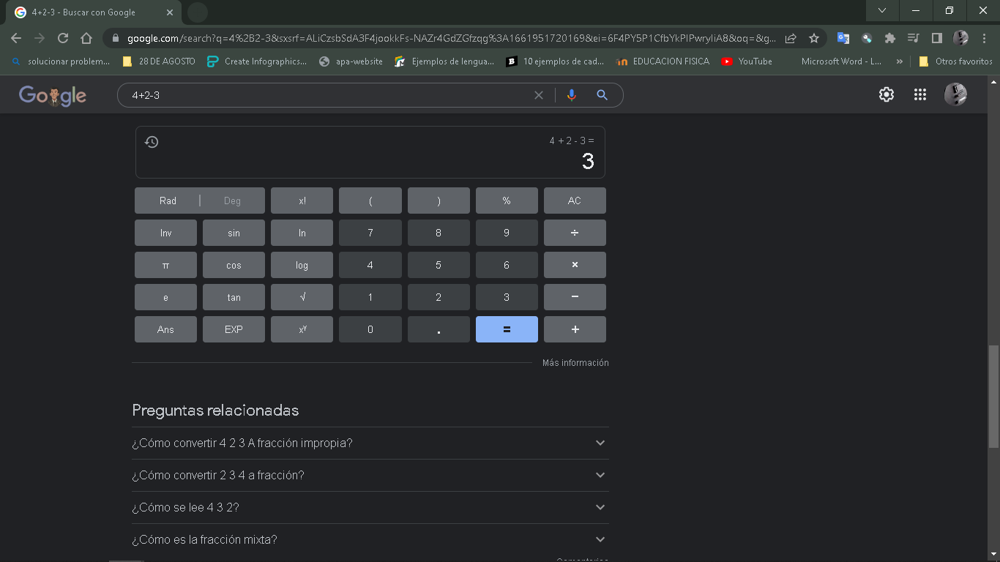 4+2-3 - Buscar con Google
google.com/search?q=4%2B2-3&sxsrf=ALiCzsbSdA3F4jookkFs-NAZr4GdZGfzqg%3A1661951720169&ei=6F4PY5P1CfbYkPIPwryIiA8&oq=&g...
solucionar problem...
28 DE AGOSTO
Create Infographics...
apa-website
Ejemplos de lengua...
10 ejemplos de cad...
EDUCACION FISICA
YouTube
Microsoft Word - L...
»
Otros favoritos
Google
4+2-3
4 + 2 - 3 =
3
Rad | Deg x! ( ) % AC
Inv sin ln 7 8 9 ÷
π cos log 4 5 6 ×
e tan √ 1 2 3 −
Ans EXP xʸ 0 . = +
Más información
Preguntas relacionadas
¿Cómo convertir 4 2 3 A fracción impropia?
¿Cómo convertir 2 3 4 a fracción?
¿Cómo se lee 4 3 2?
¿Cómo es la fracción mixta?